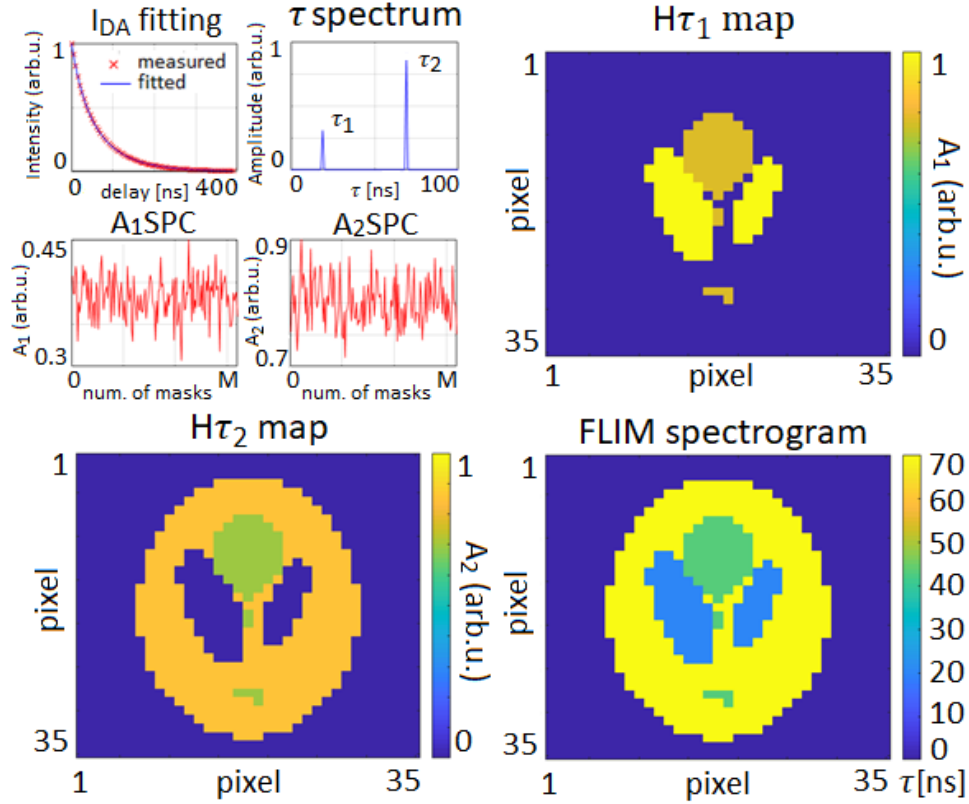 I_DA fitting
Intensity (arb.u.)
1
0
× measured
fitted
0 delay [ns] 400
τ spectrum
Amplitude (arb.u.)
1
0
τ₁
τ₂
0 τ [ns] 100
A₁SPC
A₁ (arb.u.)
0.45
0.3
0 M
num. of masks
A₂SPC
A₂ (arb.u.)
0.9
0.7
0 M
num. of masks
Hτ₁ map
1
pixel
35
1 pixel 35
1
0
A₁ (arb.u.)
Hτ₂ map
1
pixel
35
1 pixel 35
1
0
A₂ (arb.u.)
FLIM spectrogram
1
pixel
35
1 pixel 35
70
60
50
40
30
20
10
0
τ[ns]